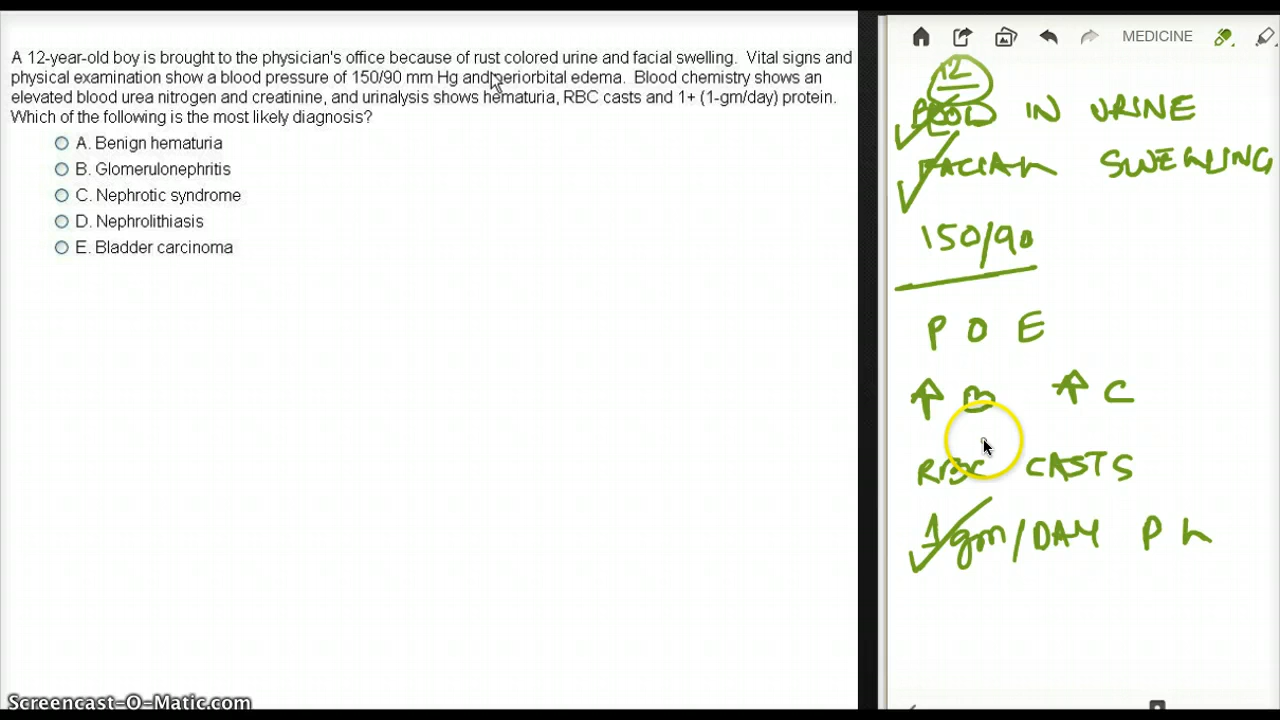 A 12-year-old boy is brought to the physician's office because of rust colored urine and facial swelling. Vital signs and
physical examination show a blood pressure of 150/90 mm Hg and periorbital edema. Blood chemistry shows an
elevated blood urea nitrogen and creatinine, and urinalysis shows hematuria, RBC casts and 1+ (1-gm/day) protein.
Which of the following is the most likely diagnosis?
A. Benign hematuria
B. Glomerulonephritis
C. Nephrotic syndrome
D. Nephrolithiasis
E. Bladder carcinoma
MEDICINE
12
BLOOD IN URINE
FACIAL SWELLING
150/90
P O E
↑ B ↑ C
RBC CASTS
1gm/DAY P
Screencast-O-Matic.com